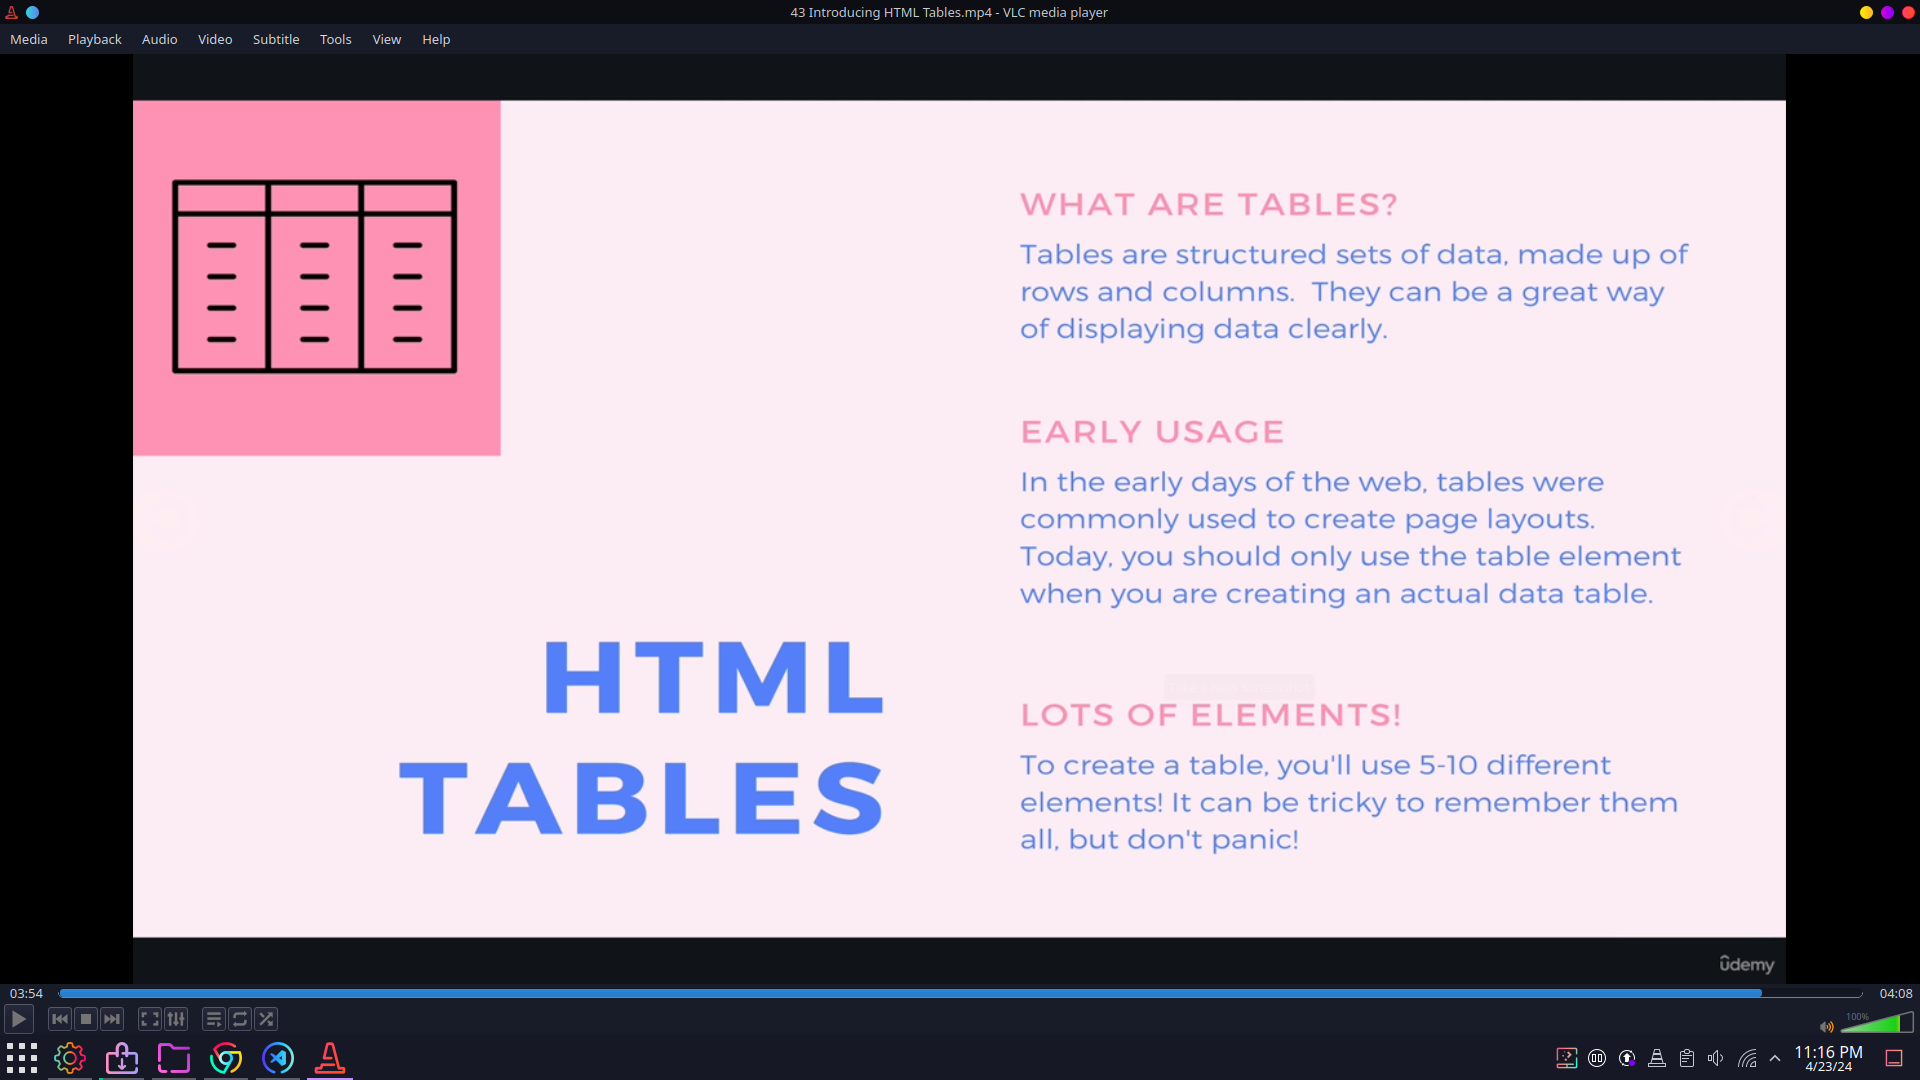 43 Introducing HTML Tables.mp4 - VLC media player
Media Playback Audio Video Subtitle Tools View Help
WHAT ARE TABLES?
Tables are structured sets of data, made up of
rows and columns. They can be a great way
of displaying data clearly.
EARLY USAGE
In the early days of the web, tables were
commonly used to create page layouts.
Today, you should only use the table element
when you are creating an actual data table.
HTML
TABLES
LOTS OF ELEMENTS!
To create a table, you'll use 5-10 different
elements! It can be tricky to remember them
all, but don't panic!
udemy
03:54
04:08
100%
11:16 PM
4/23/24